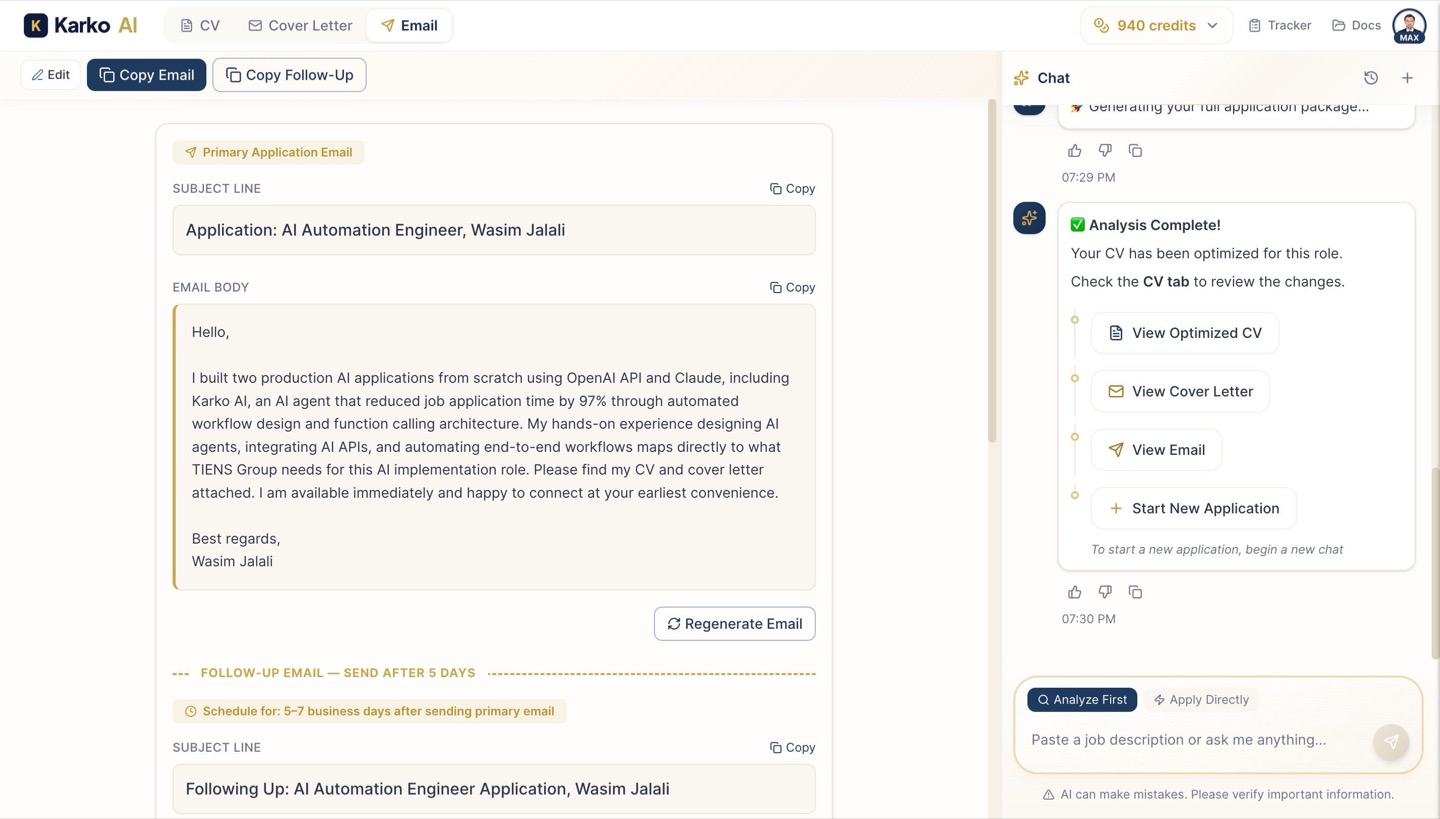 K Karko AI
CV
Cover Letter
Email
940 credits
Tracker
Docs
MAX
Edit
Copy Email
Copy Follow-Up
Primary Application Email
SUBJECT LINE
Copy
Application: AI Automation Engineer, Wasim Jalali
EMAIL BODY
Copy
Hello,
I built two production AI applications from scratch using OpenAI API and Claude, including
Karko AI, an AI agent that reduced job application time by 97% through automated
workflow design and function calling architecture. My hands-on experience designing AI
agents, integrating AI APIs, and automating end-to-end workflows maps directly to what
TIENS Group needs for this AI implementation role. Please find my CV and cover letter
attached. I am available immediately and happy to connect at your earliest convenience.
Best regards,
Wasim Jalali
Regenerate Email
FOLLOW-UP EMAIL — SEND AFTER 5 DAYS
Schedule for: 5–7 business days after sending primary email
SUBJECT LINE
Copy
Following Up: AI Automation Engineer Application, Wasim Jalali
Chat
🚀 Generating your full application package...
07:29 PM
✅ Analysis Complete!
Your CV has been optimized for this role.
Check the CV tab to review the changes.
View Optimized CV
View Cover Letter
View Email
Start New Application
To start a new application, begin a new chat
07:30 PM
Analyze First
Apply Directly
Paste a job description or ask me anything...
AI can make mistakes. Please verify important information.